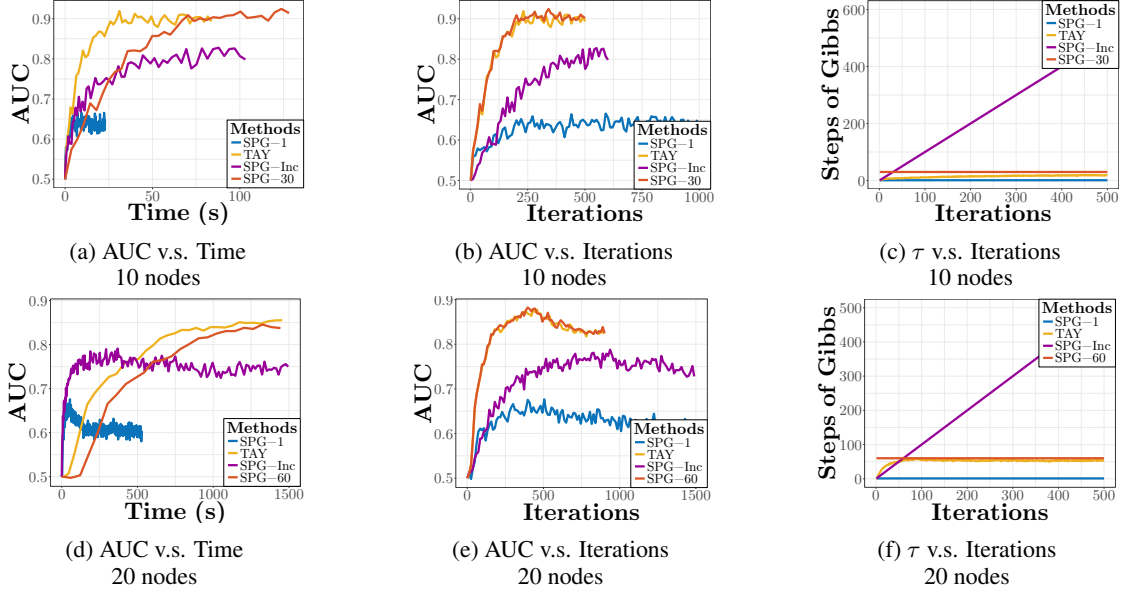 0.9
0.8
0.7
0.6
0.5
AUC
0
50
100
Time (s)
Methods
SPG−1
TAY
SPG−Inc
SPG−30
(a) AUC v.s. Time
10 nodes
0.9
0.8
0.7
0.6
0.5
AUC
0
250
500
750
1000
Iterations
Methods
SPG−1
TAY
SPG−Inc
SPG−30
(b) AUC v.s. Iterations
10 nodes
600
400
200
0
Steps of Gibbs
0
100
200
300
400
500
Iterations
Methods
SPG−1
TAY
SPG−Inc
SPG−30
(c) τ v.s. Iterations
10 nodes
0.9
0.8
0.7
0.6
0.5
AUC
0
500
1000
1500
Time (s)
Methods
SPG−1
TAY
SPG−Inc
SPG−60
(d) AUC v.s. Time
20 nodes
0.9
0.8
0.7
0.6
0.5
AUC
0
500
1000
1500
Iterations
Methods
SPG−1
TAY
SPG−Inc
SPG−60
(e) AUC v.s. Iterations
20 nodes
500
400
300
200
100
0
Steps of Gibbs
0
100
200
300
400
500
Iterations
Methods
SPG−1
TAY
SPG−Inc
SPG−60
(f) τ v.s. Iterations
20 nodes